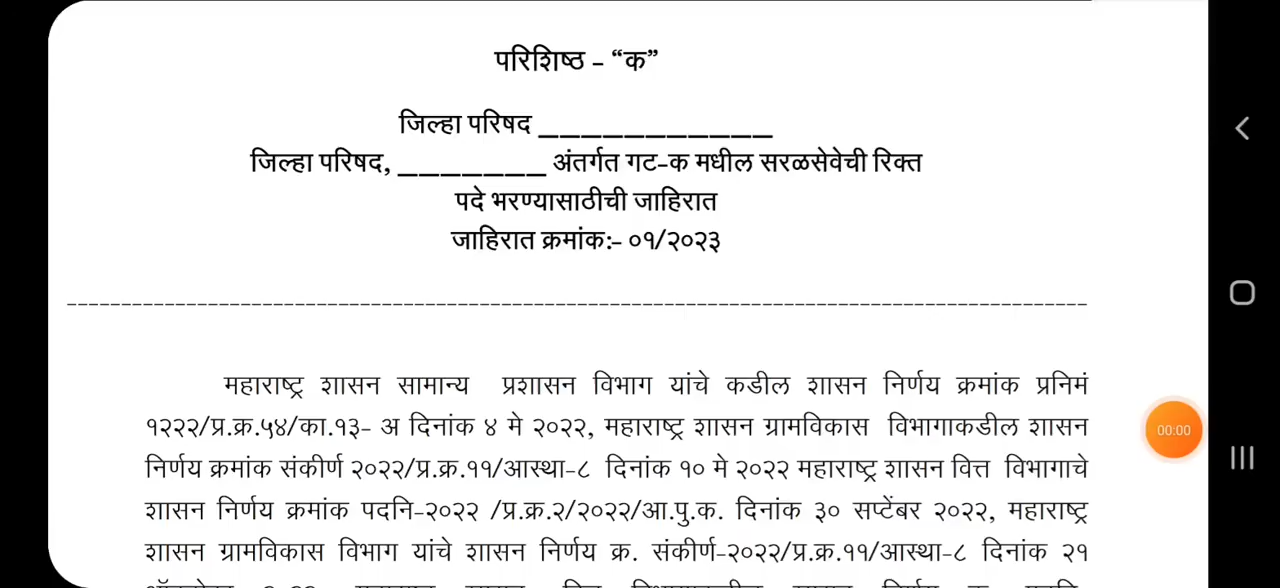 परिशिष्ठ - “क”
जिल्हा परिषद ___________
जिल्हा परिषद, _______ अंतर्गत गट-क मधील सरळसेवेची रिक्त
पदे भरण्यासाठीची जाहिरात
जाहिरात क्रमांक:- ०१/२०२३
महाराष्ट्र शासन सामान्य प्रशासन विभाग यांचे कडील शासन निर्णय क्रमांक प्रनिमं
१२२२/प्र.क्र.५४/का.१३- अ दिनांक ४ मे २०२२, महाराष्ट्र शासन ग्रामविकास विभागाकडील शासन
निर्णय क्रमांक संकीर्ण २०२२/प्र.क्र.११/आस्था-८ दिनांक १० मे २०२२ महाराष्ट्र शासन वित्त विभागाचे
शासन निर्णय क्रमांक पदनि-२०२२ /प्र.क्र.२/२०२२/आ.पु.क. दिनांक ३० सप्टेंबर २०२२, महाराष्ट्र
शासन ग्रामविकास विभाग यांचे शासन निर्णय क्र. संकीर्ण-२०२२/प्र.क्र.११/आस्था-८ दिनांक २१
00:00